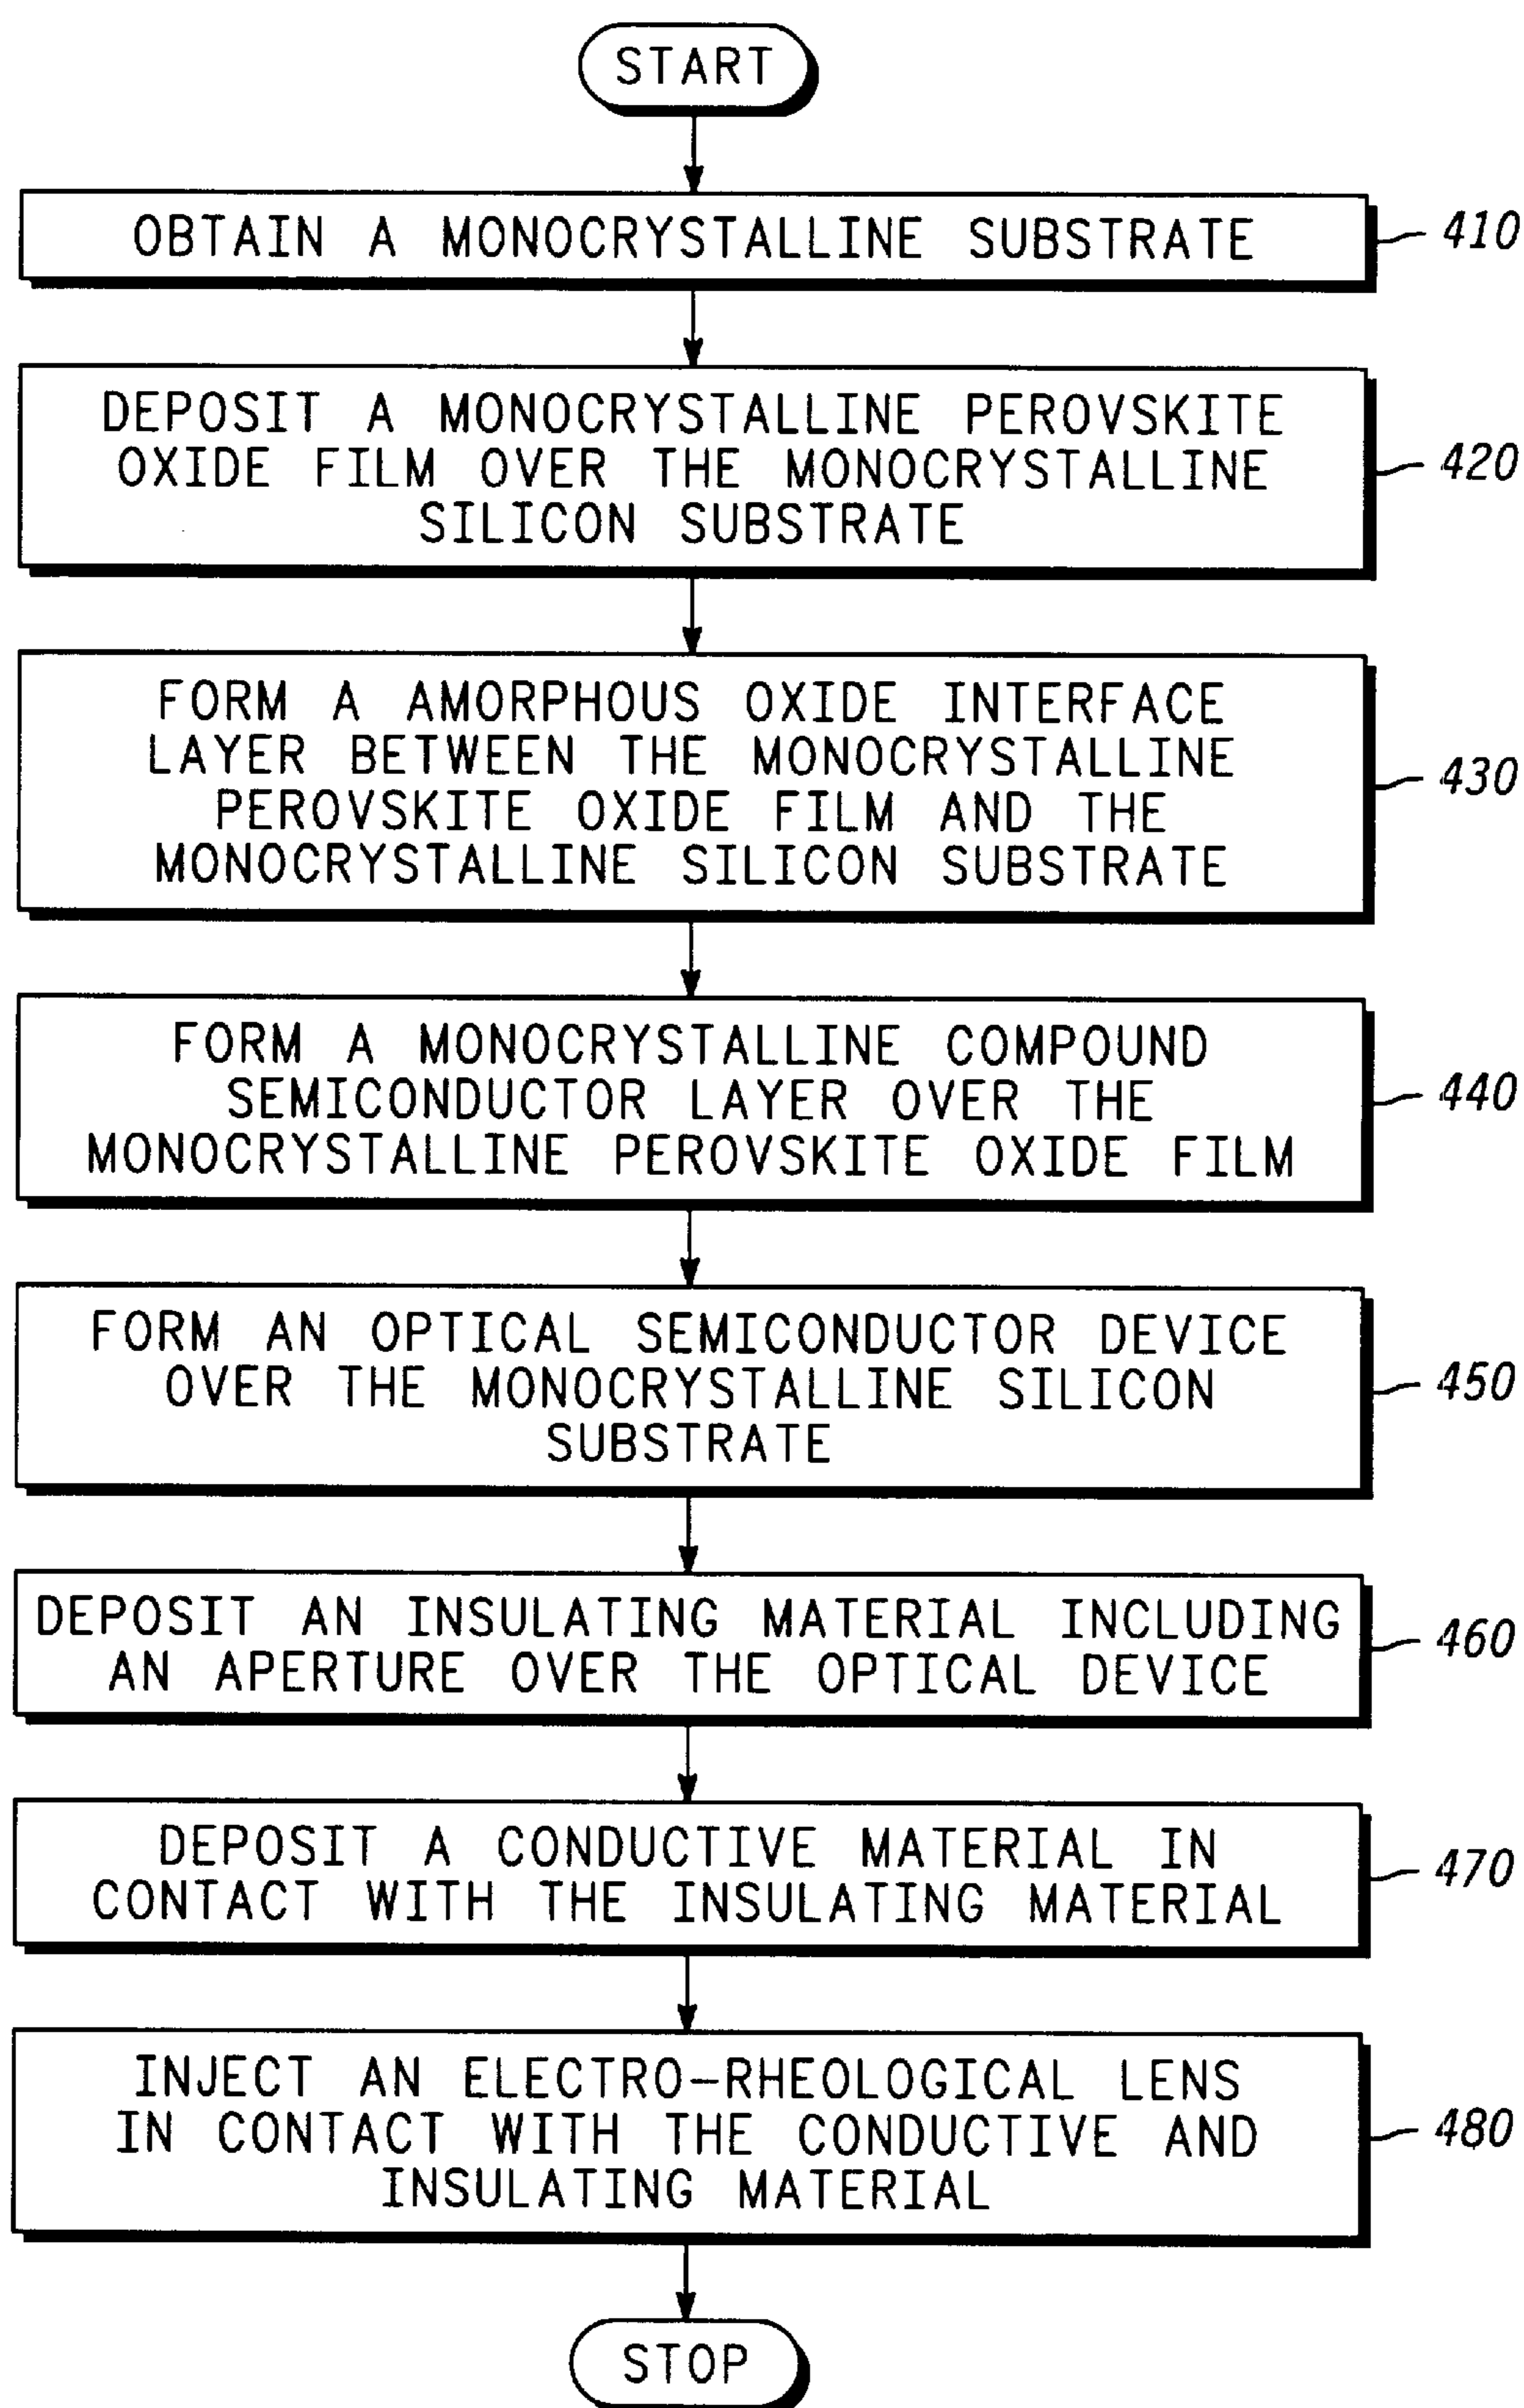 START
OBTAIN A MONOCRYSTALLINE SUBSTRATE
410
DEPOSIT A MONOCRYSTALLINE PEROVSKITE
OXIDE FILM OVER THE MONOCRYSTALLINE
SILICON SUBSTRATE
420
FORM A AMORPHOUS OXIDE INTERFACE
LAYER BETWEEN THE MONOCRYSTALLINE
PEROVSKITE OXIDE FILM AND THE
MONOCRYSTALLINE SILICON SUBSTRATE
430
FORM A MONOCRYSTALLINE COMPOUND
SEMICONDUCTOR LAYER OVER THE
MONOCRYSTALLINE PEROVSKITE OXIDE FILM
440
FORM AN OPTICAL SEMICONDUCTOR DEVICE
OVER THE MONOCRYSTALLINE SILICON
SUBSTRATE
450
DEPOSIT AN INSULATING MATERIAL INCLUDING
AN APERTURE OVER THE OPTICAL DEVICE
460
DEPOSIT A CONDUCTIVE MATERIAL IN
CONTACT WITH THE INSULATING MATERIAL
470
INJECT AN ELECTRO-RHEOLOGICAL LENS
IN CONTACT WITH THE CONDUCTIVE AND
INSULATING MATERIAL
480
STOP